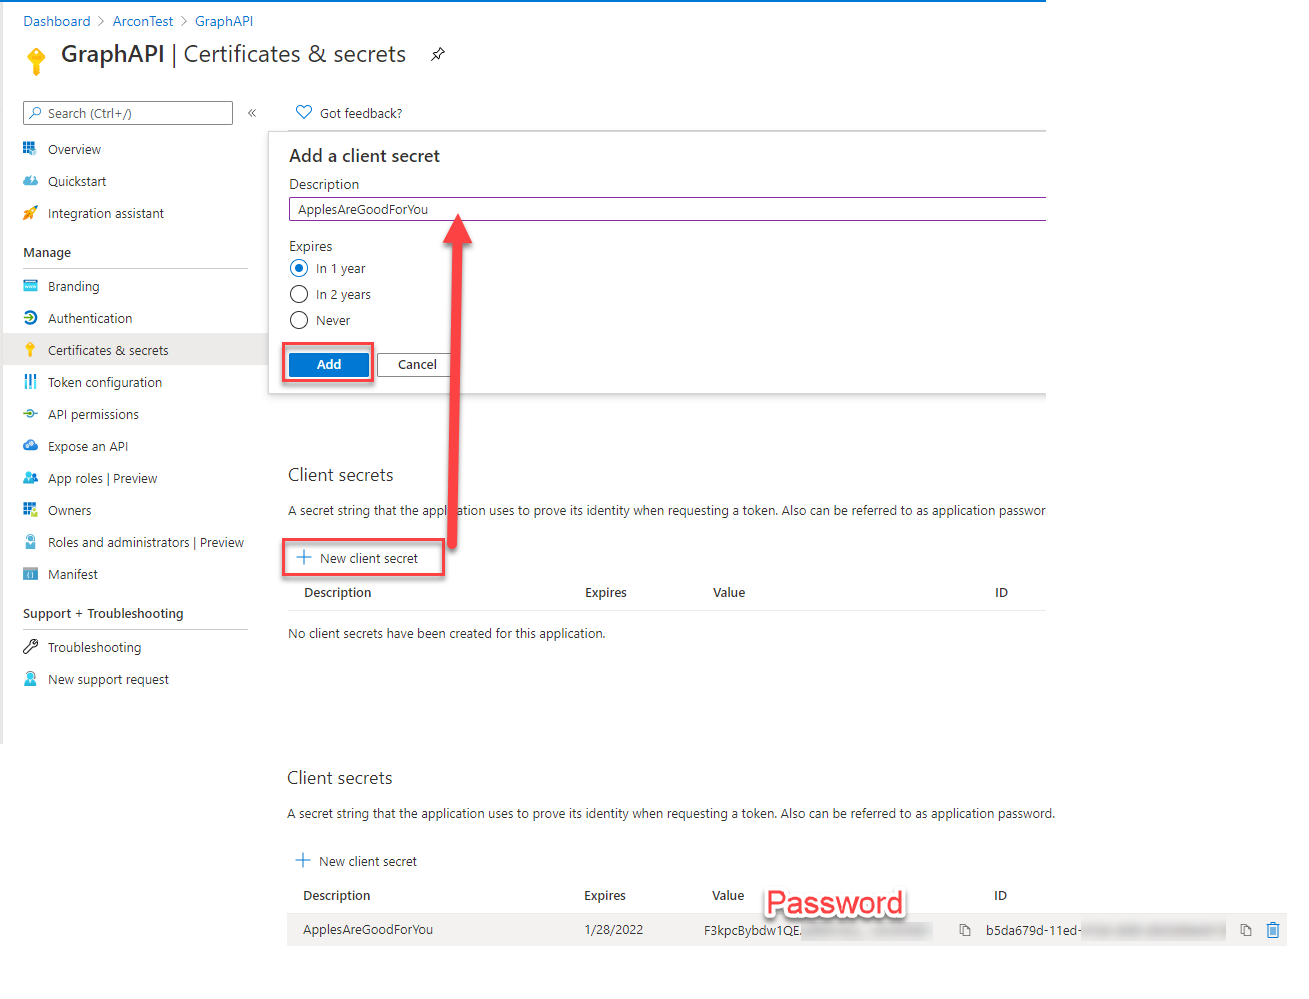 Dashboard > ArconTest > GraphAPI
GraphAPI | Certificates & secrets
Search (Ctrl+/)
«
Got feedback?
Overview
Quickstart
Integration assistant
Manage
Branding
Authentication
Certificates & secrets
Token configuration
API permissions
Expose an API
App roles | Preview
Owners
Roles and administrators | Preview
Manifest
Support + Troubleshooting
Troubleshooting
New support request
Add a client secret
Description
ApplesAreGoodForYou
Expires
In 1 year
In 2 years
Never
Add Cancel
Client secrets
A secret string that the application uses to prove its identity when requesting a token. Also can be referred to as application passwor
New client secret
Description Expires Value ID
No client secrets have been created for this application.
Client secrets
A secret string that the application uses to prove its identity when requesting a token. Also can be referred to as application password.
New client secret
Description Expires Value Password ID
ApplesAreGoodForYou 1/28/2022 F3kpcBybdw1QE. b5da679d-11ed-